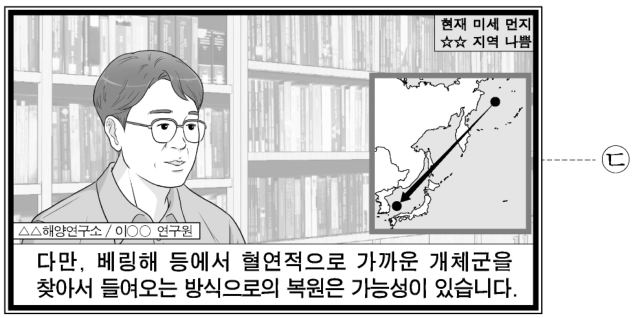 현재 미세 먼지
☆☆ 지역 나쁨
㉢
△△해양연구소 / 이○○ 연구원
다만, 베링해 등에서 혈연적으로 가까운 개체군을
찾아서 들여오는 방식으로의 복원은 가능성이 있습니다.